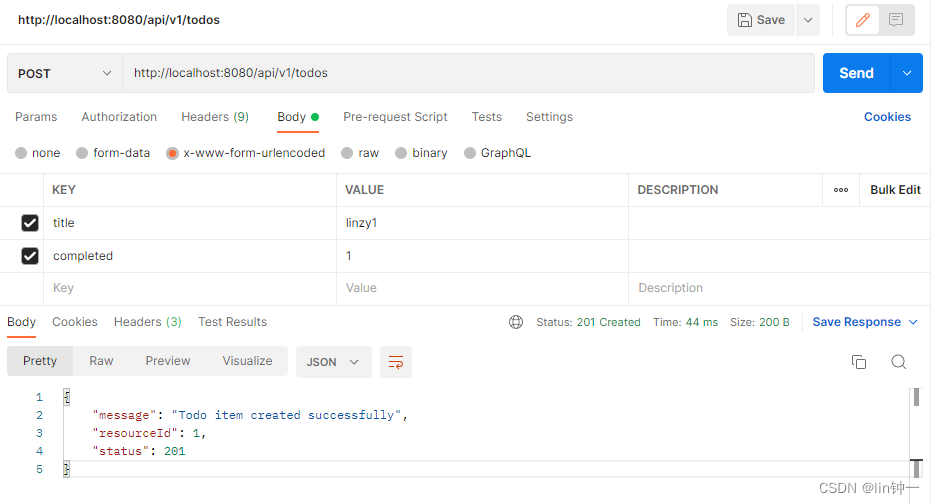 http://localhost:8080/api/v1/todos Save
POST http://localhost:8080/api/v1/todos Send
Params Authorization Headers (9) Body Pre-request Script Tests Settings Cookies
none form-data x-www-form-urlencoded raw binary GraphQL
KEY VALUE DESCRIPTION ooo Bulk Edit
title linzy1
completed 1
Key Value Description
Body Cookies Headers (3) Test Results Status: 201 Created Time: 44 ms Size: 200 B Save Response
Pretty Raw Preview Visualize JSON
1 {
2 "message": "Todo item created successfully",
3 "resourceId": 1,
4 "status": 201
5 }
CSDN @lin钟一